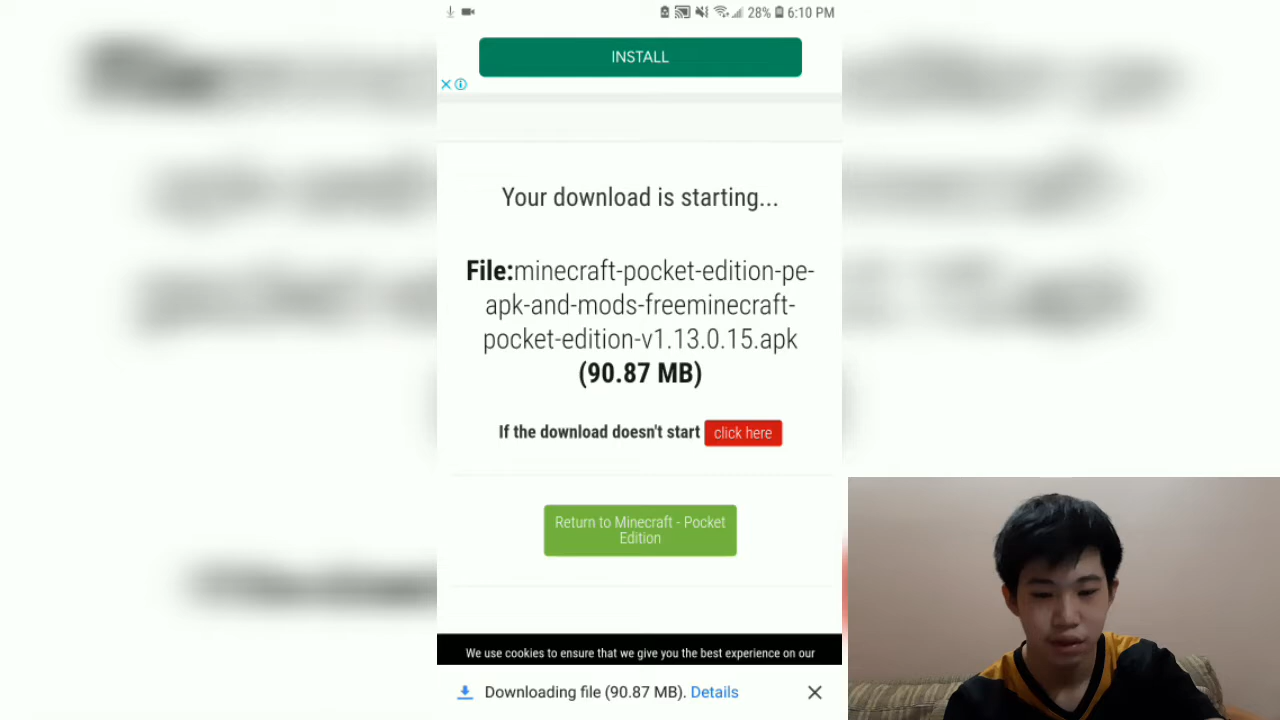 28% 6:10 PM
INSTALL
Your download is starting...
File:minecraft-pocket-edition-pe-
apk-and-mods-freeminecraft-
pocket-edition-v1.13.0.15.apk
(90.87 MB)
If the download doesn't start click here
Return to Minecraft - Pocket
Edition
We use cookies to ensure that we give you the best experience on our
Downloading file (90.87 MB). Details